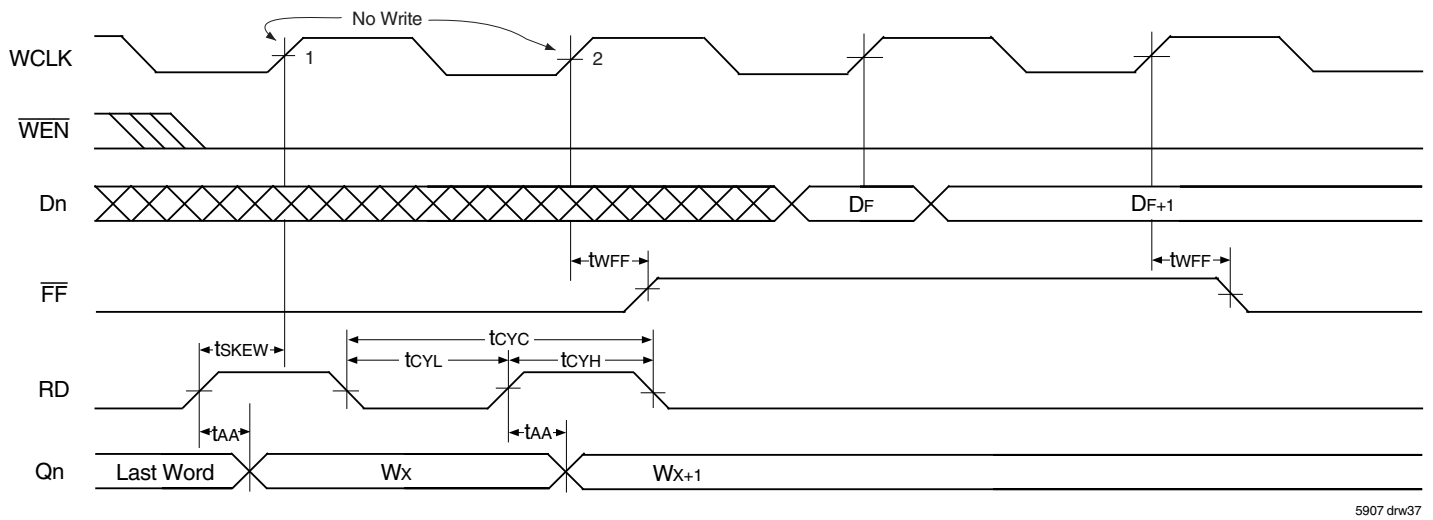 No Write
WCLK 1 2
WEN
Dn DF DF+1
tWFF tWFF
FF
tCYC
tSKEW tCYL tCYH
RD
tAA tAA
Qn Last Word WX WX+1
5907 drw37